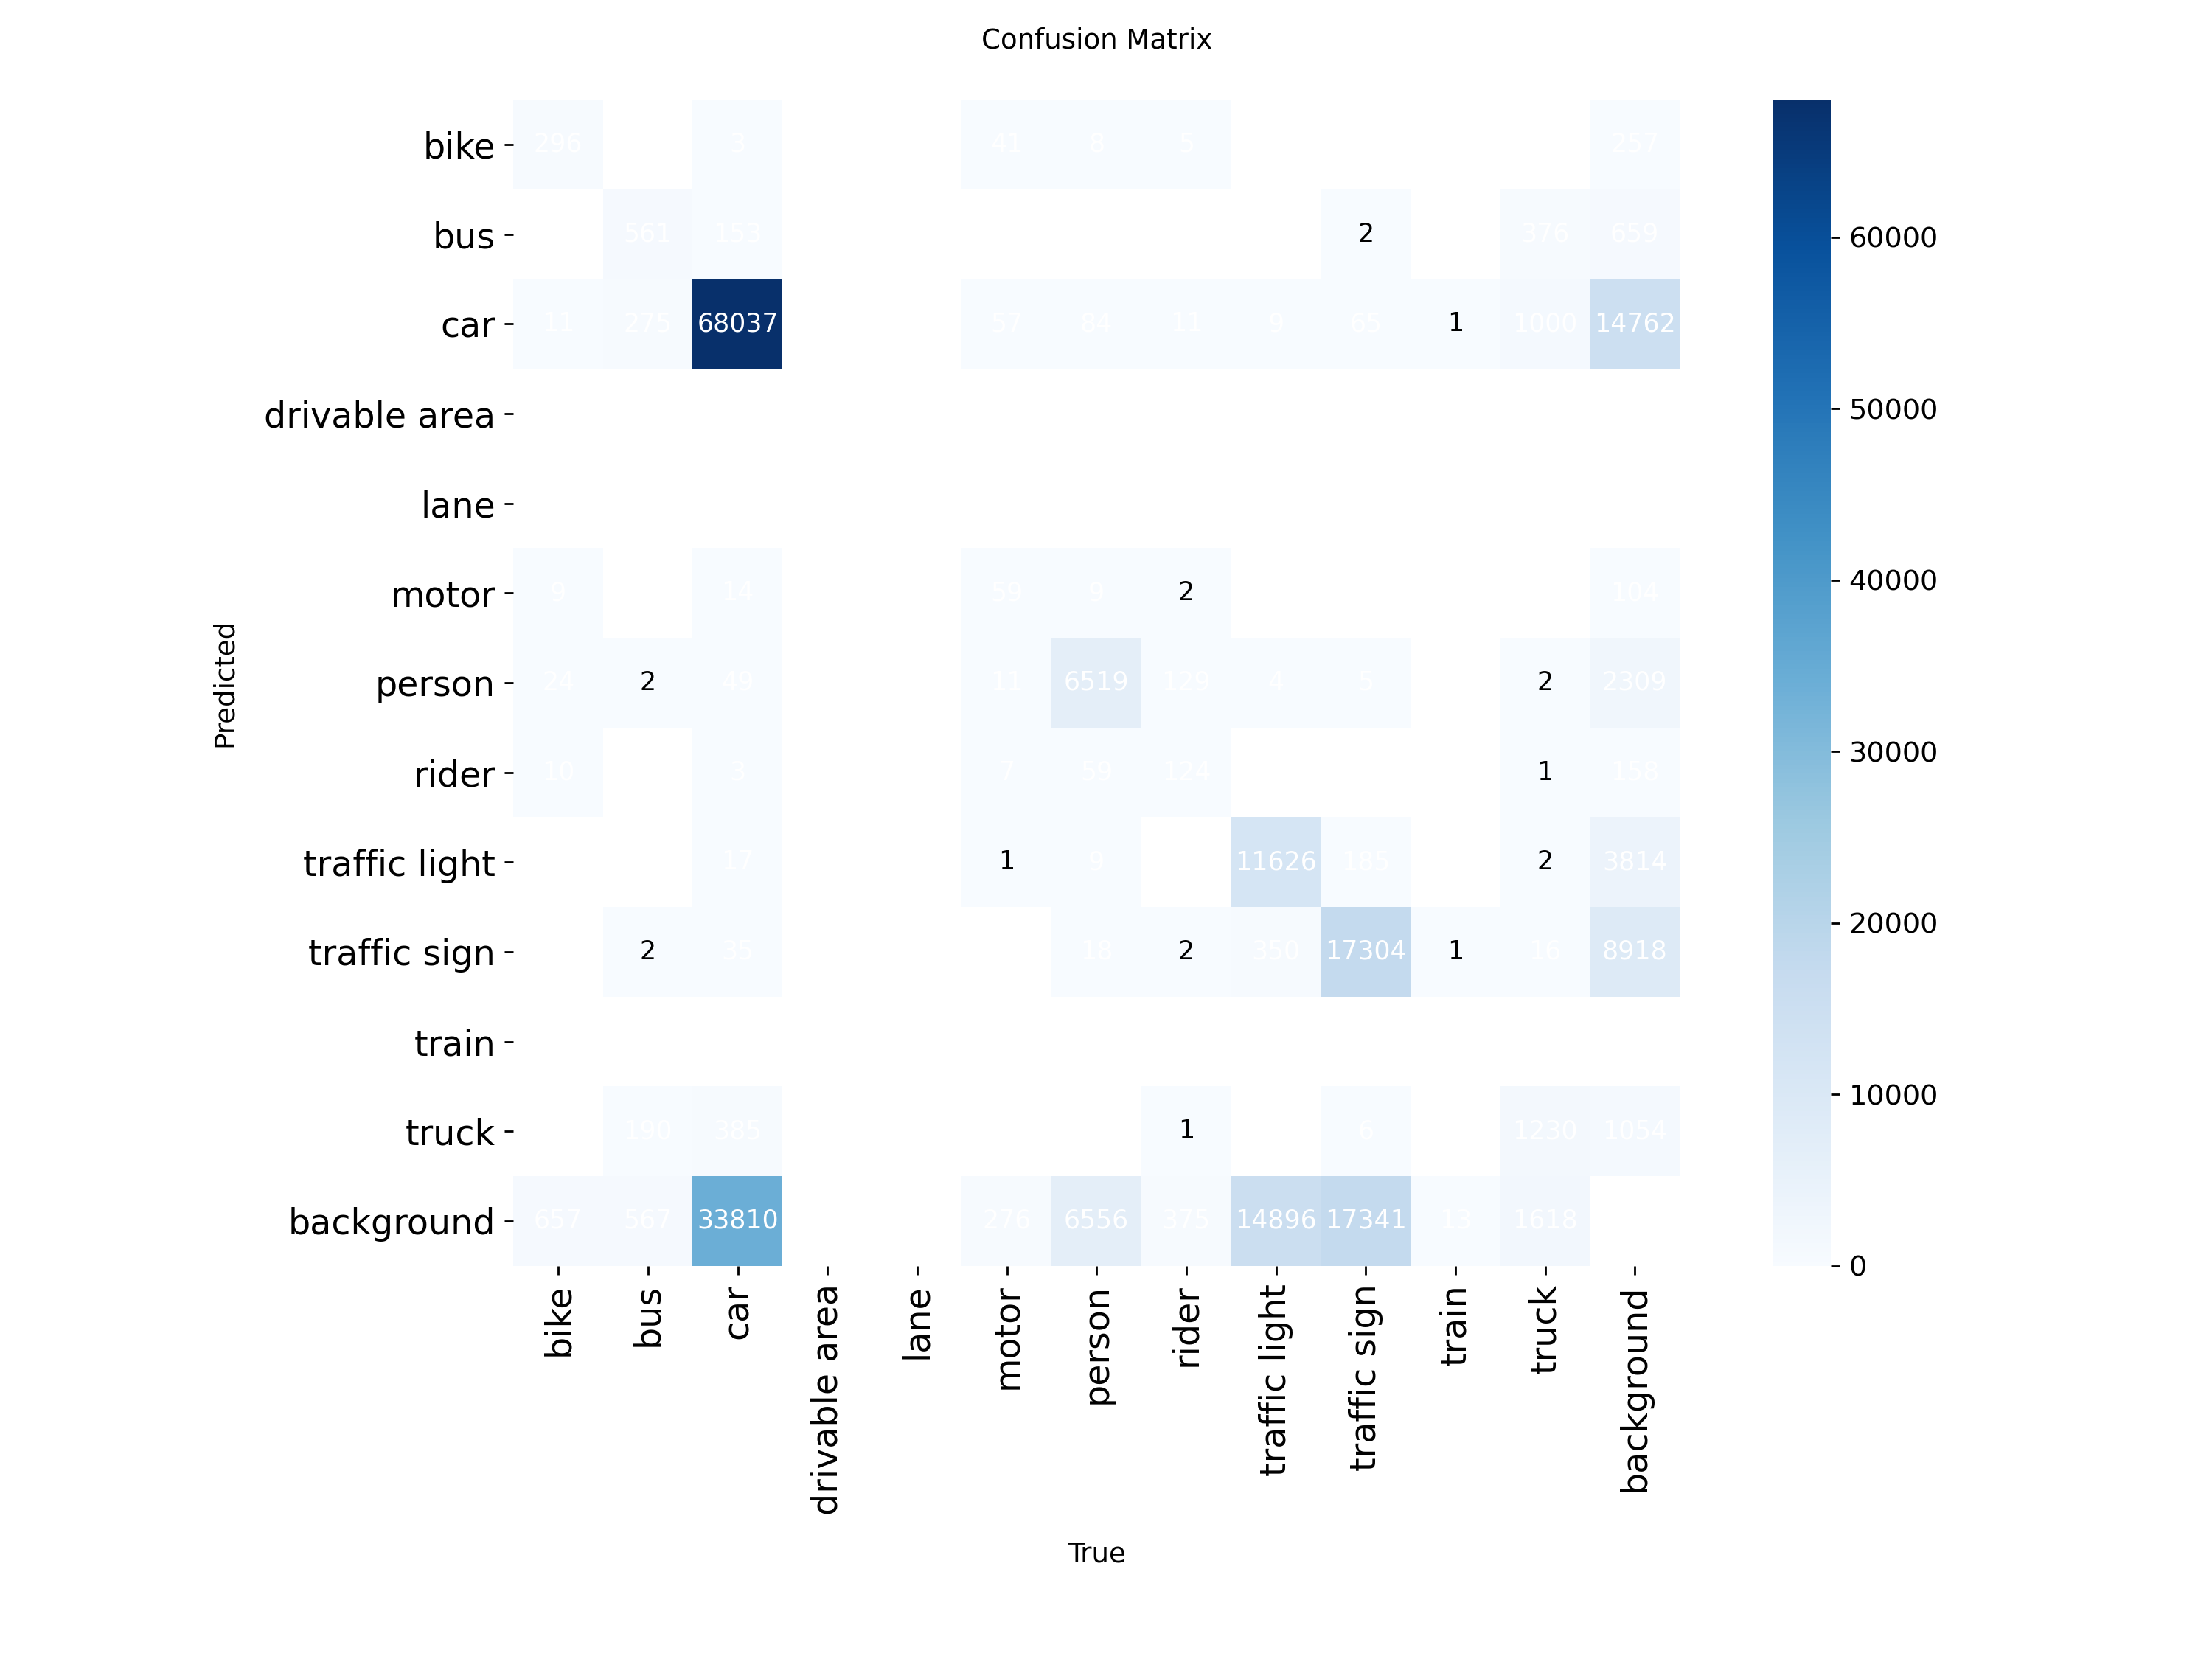 Confusion Matrix
bike 296 3 41 8 5 257
bus 561 153 2 376 659
car 11 275 68037 57 84 11 9 65 1 1000 14762
drivable area
lane
motor 9 14 59 9 2 104
person 24 2 49 11 6519 129 4 5 2 2309
rider 10 3 7 59 124 1 158
traffic light 17 1 9 11626 185 2 3814
traffic sign 2 35 18 2 350 17304 1 16 8918
train
truck 190 385 1 6 1230 1054
background 657 567 33810 276 6556 375 14896 17341 13 1618
Predicted
bike
bus
car
drivable area
lane
motor
person
rider
traffic light
traffic sign
train
truck
background
True
60000
50000
40000
30000
20000
10000
0